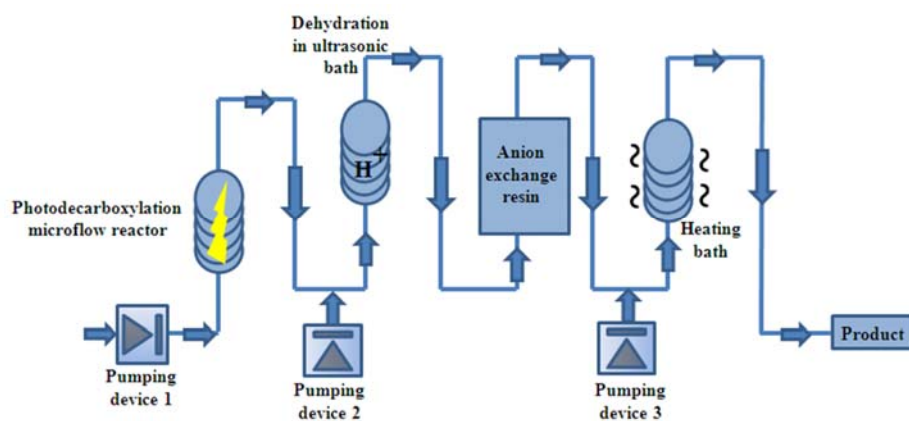 Dehydration
in ultrasonic
bath
H+
Anion
exchange
resin
Photodecarboxylation
microflow reactor
Heating
bath
Product
Pumping
device 1
Pumping
device 2
Pumping
device 3